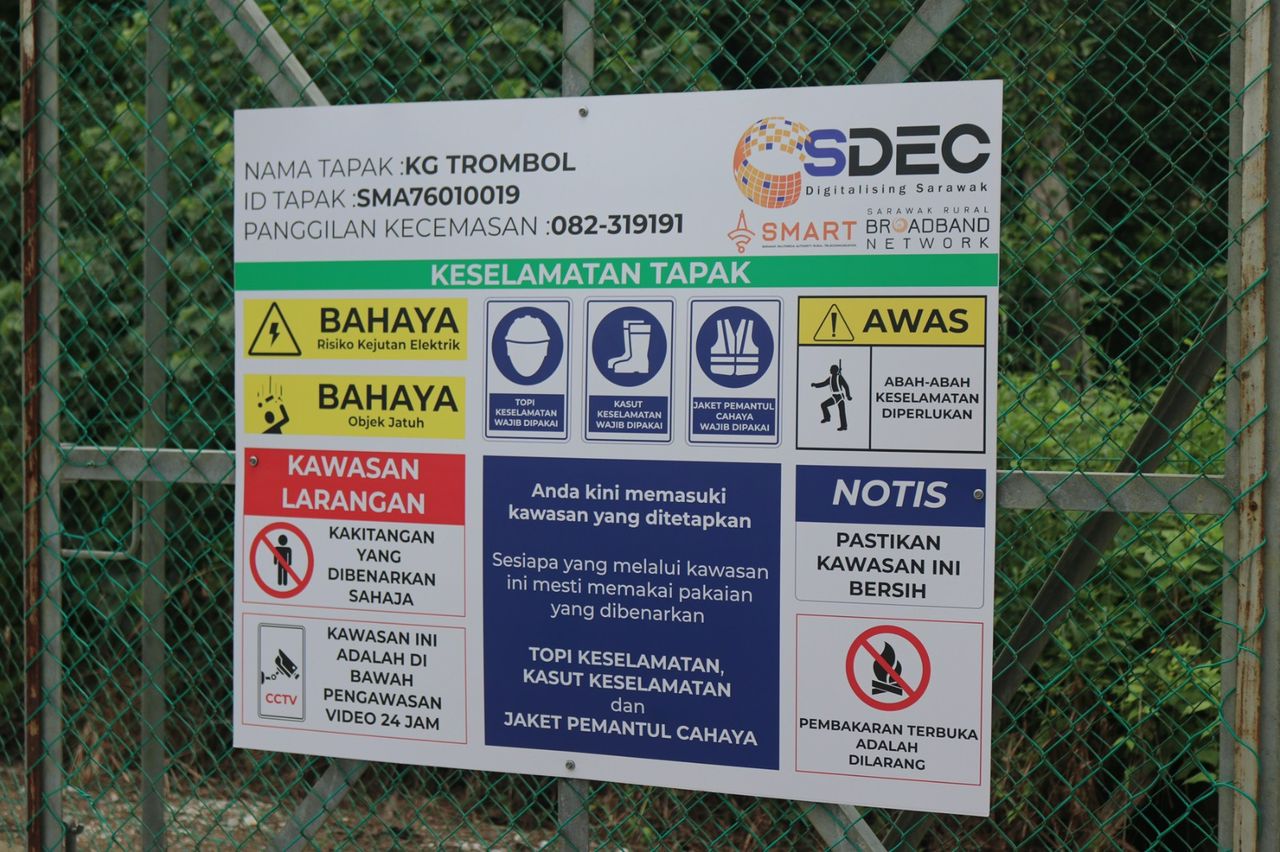 NAMA TAPAK :KG TROMBOL
ID TAPAK :SMA76010019
PANGGILAN KECEMASAN :082-319191
SDEC
Digitalising Sarawak
SMART
SARAWAK MULTIMEDIA AUTHORITY RURAL TELECOMMUNICATION
SARAWAK RURAL
BROADBAND
NETWORK
KESELAMATAN TAPAK
BAHAYA
Risiko Kejutan Elektrik
BAHAYA
Objek Jatuh
TOPI
KESELAMATAN
WAJIB DIPAKAI
KASUT
KESELAMATAN
WAJIB DIPAKAI
JAKET PEMANTUL
CAHAYA
WAJIB DIPAKAI
AWAS
ABAH-ABAH
KESELAMATAN
DIPERLUKAN
KAWASAN
LARANGAN
KAKITANGAN
YANG
DIBENARKAN
SAHAJA
CCTV
KAWASAN INI
ADALAH DI
BAWAH
PENGAWASAN
VIDEO 24 JAM
Anda kini memasuki
kawasan yang ditetapkan
Sesiapa yang melalui kawasan
ini mesti memakai pakaian
yang dibenarkan
TOPI KESELAMATAN,
KASUT KESELAMATAN
dan
JAKET PEMANTUL CAHAYA
NOTIS
PASTIKAN
KAWASAN INI
BERSIH
PEMBAKARAN TERBUKA
ADALAH
DILARANG